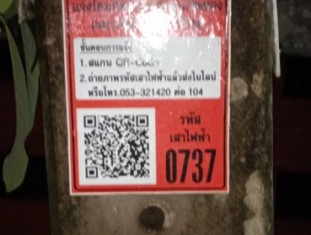 ขั้นตอนการแจ้ง
1. สแกน QR-Code
2. ถ่ายภาพรหัสเสาไฟฟ้าแล้วส่งในไลน์
หรือโทร.053-321420 ต่อ 104
รหัส
เสาไฟฟ้า
0737